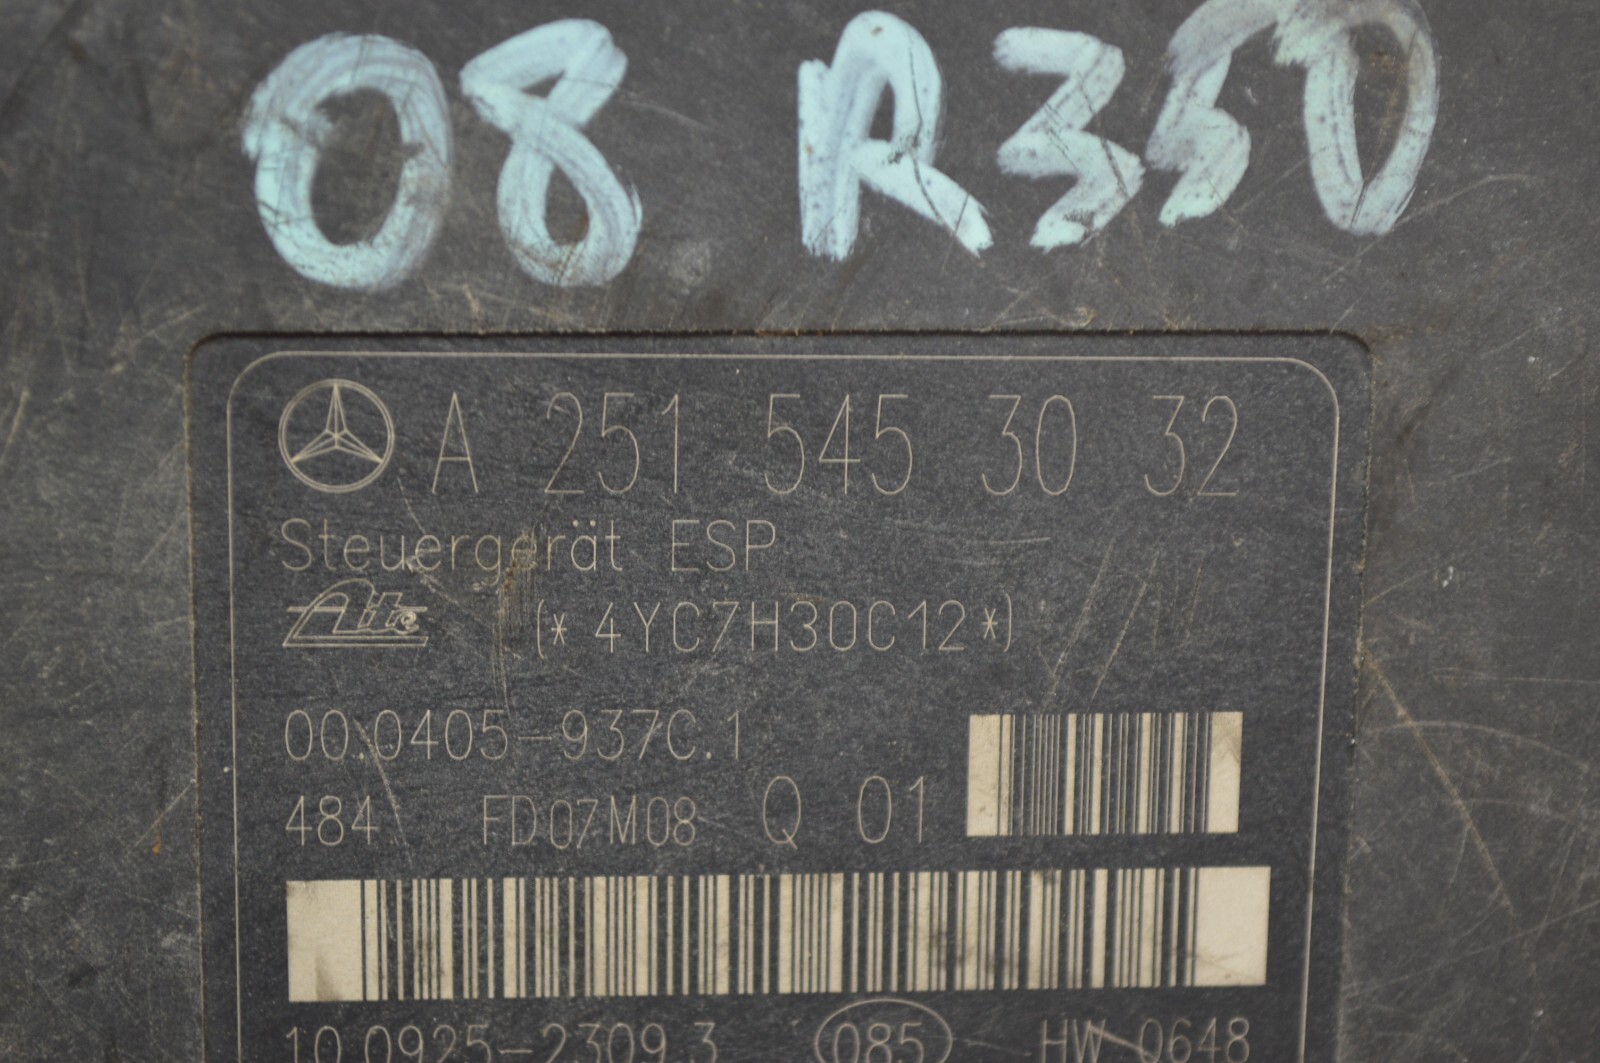 08 R350
A 251 545 30 32
Steuergerät ESP
Ate (* 4YC7H30C12*)
00.0405-937C.1
484 FD07M08 Q 01
10.0925-2309.3 085 HW 0648